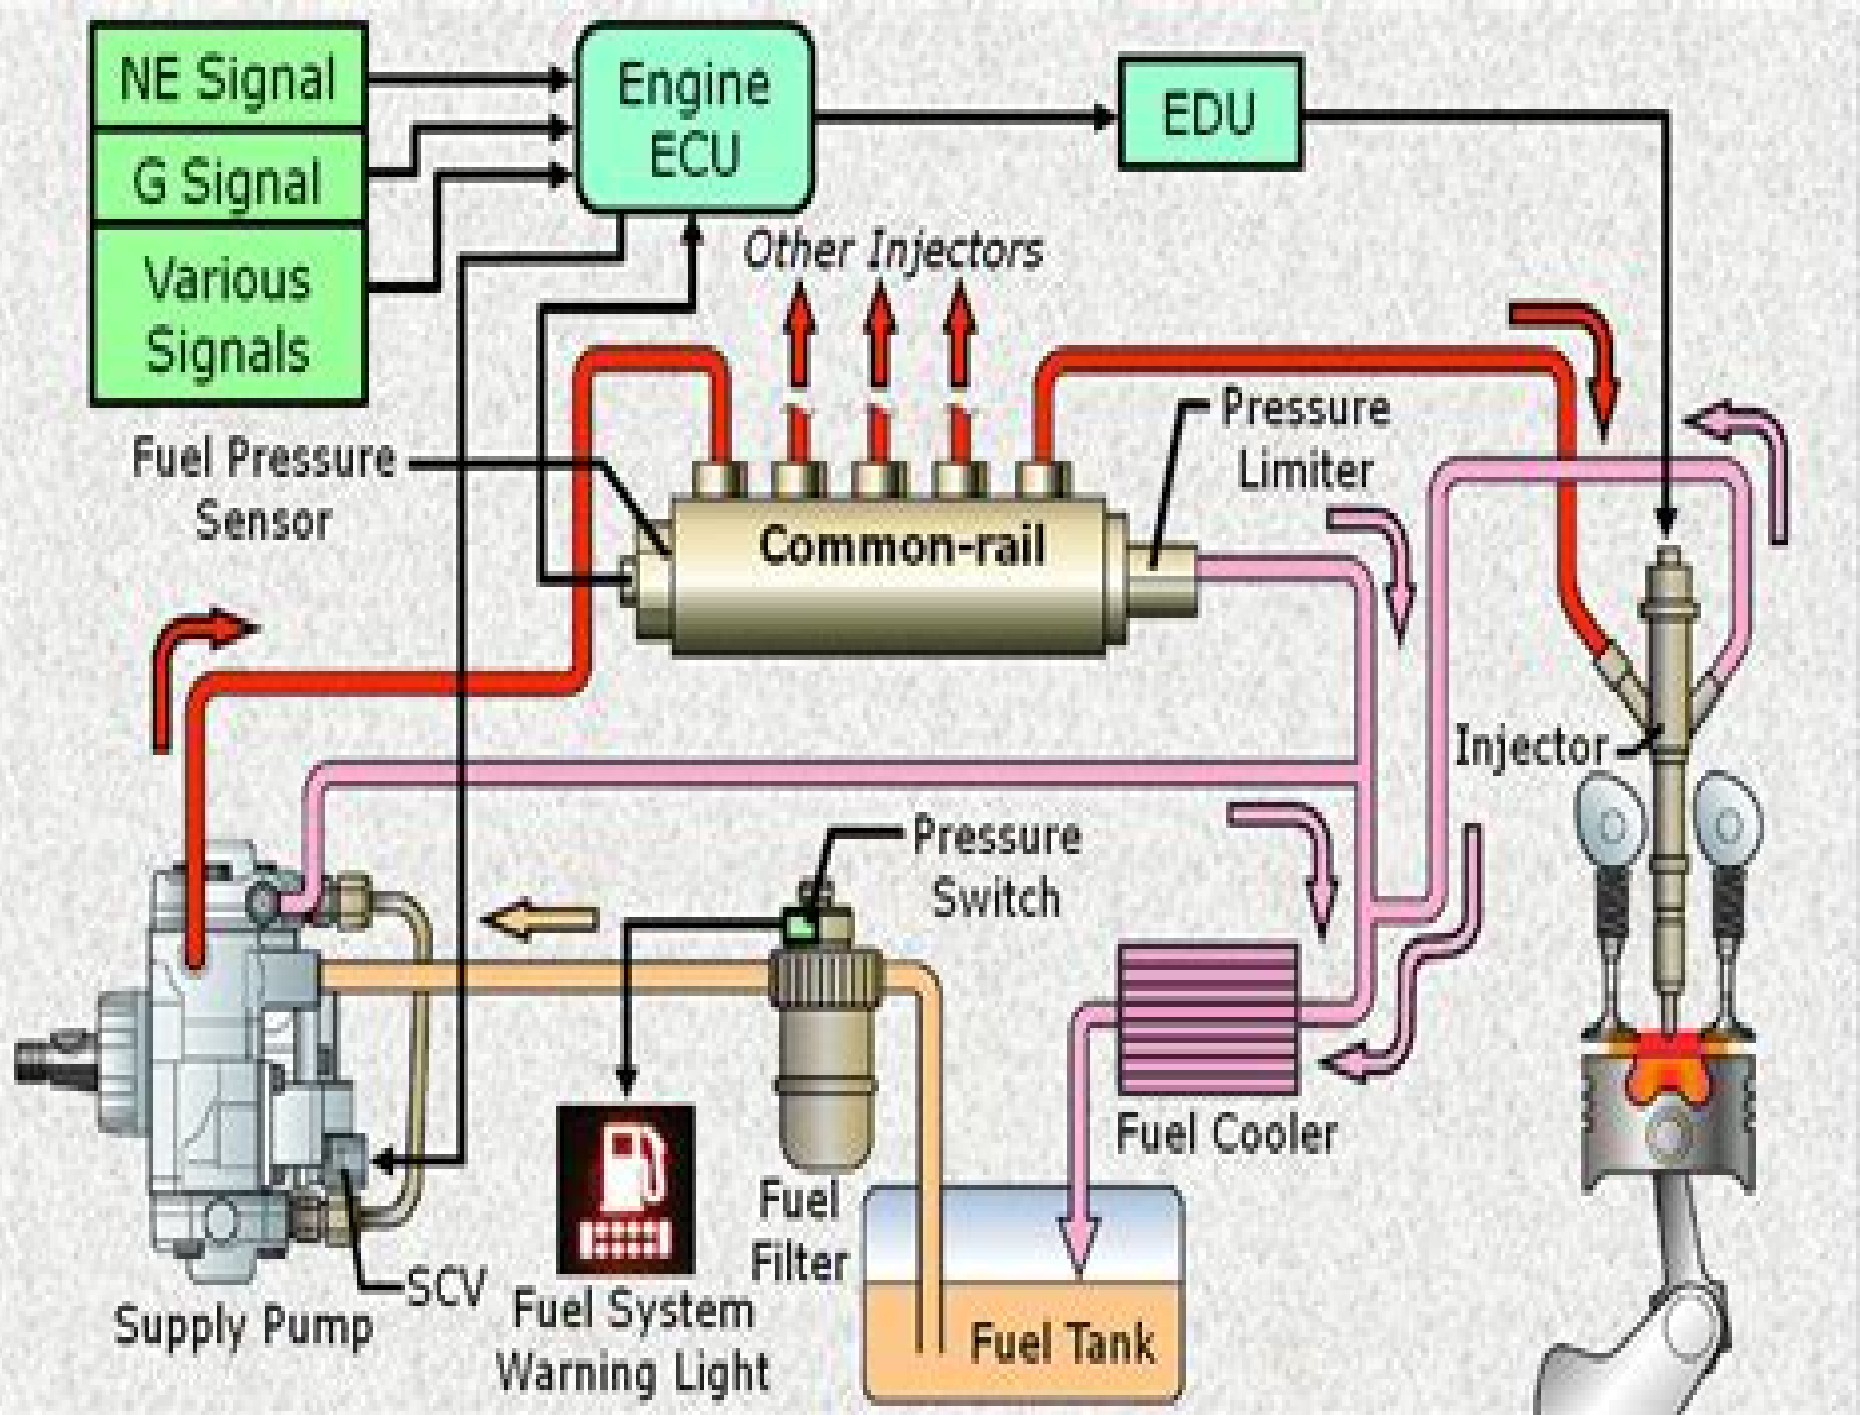 NE Signal
G Signal
Various
Signals
Engine
ECU
EDU
Other Injectors
Fuel Pressure
Sensor
Pressure
Limiter
Common-rail
Injector
Pressure
Switch
Fuel Cooler
Fuel
Filter
SCV
Supply Pump
Fuel System
Warning Light
Fuel Tank